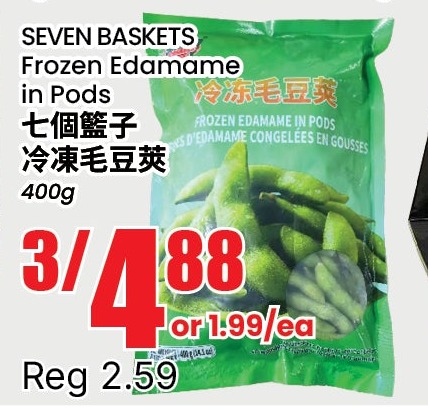 SEVEN BASKETS
Frozen Edamame
in Pods
七個籃子
冷凍毛豆莢
400g
冷冻毛豆荚
FROZEN EDAMAME IN PODS
D'EDAMAME CONGELÉES EN GOUSSES
3/4.88
or 1.99/ea
Reg 2.59